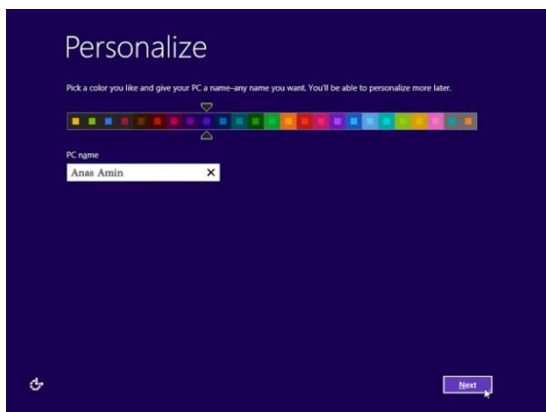 Personalize
Pick a color you like and give your PC a name–any name you want. You'll be able to personalize more later.
PC name
Anas Amin
Next